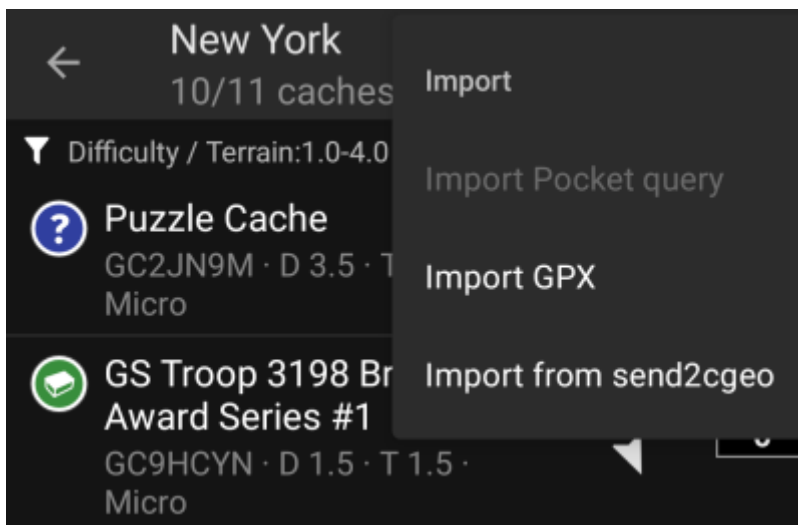 New York
10/11 caches
Import
Difficulty / Terrain:1.0-4.0
Import Pocket query
Puzzle Cache
GC2JN9M · D 3.5 · T
Micro
Import GPX
GS Troop 3198 Br
Award Series #1
Import from send2cgeo
GC9HCYN · D 1.5 · T 1.5 ·
Micro